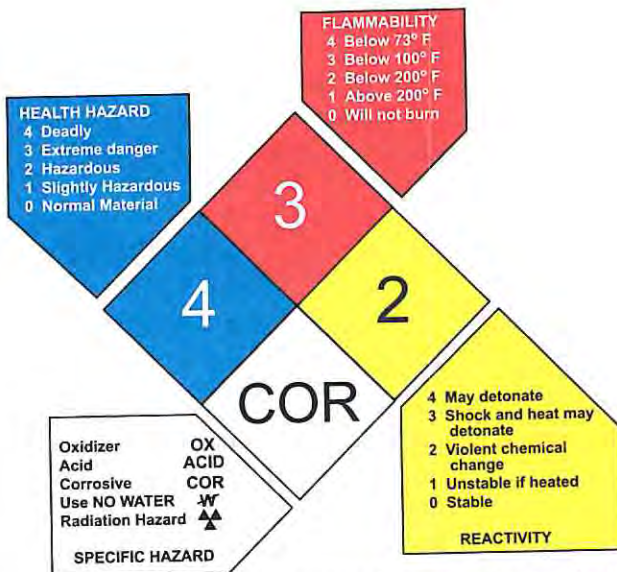 FLAMMABILITY
4 Below 73° F
3 Below 100° F
2 Below 200° F
1 Above 200° F
0 Will not burn
HEALTH HAZARD
4 Deadly
3 Extreme danger
2 Hazardous
1 Slightly Hazardous
0 Normal Material
3
4
2
COR
4 May detonate
3 Shock and heat may
detonate
2 Violent chemical
change
1 Unstable if heated
0 Stable
REACTIVITY
Oxidizer OX
Acid ACID
Corrosive COR
Use NO WATER W
Radiation Hazard
SPECIFIC HAZARD